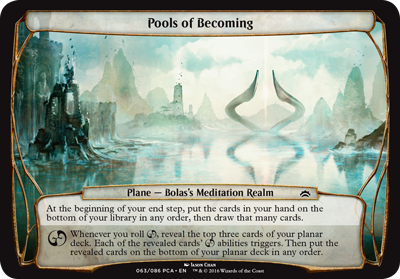 Pools of Becoming
Plane — Bolas's Meditation Realm
At the beginning of your end step, put the cards in your hand on the
bottom of your library in any order, then draw that many cards.
Whenever you roll , reveal the top three cards of your planar
deck. Each of the revealed cards' abilities triggers. Then put the
revealed cards on the bottom of your planar deck in any order.
Jason Chan
063/086 PCA • EN ™ & © 2016 Wizards of the Coast